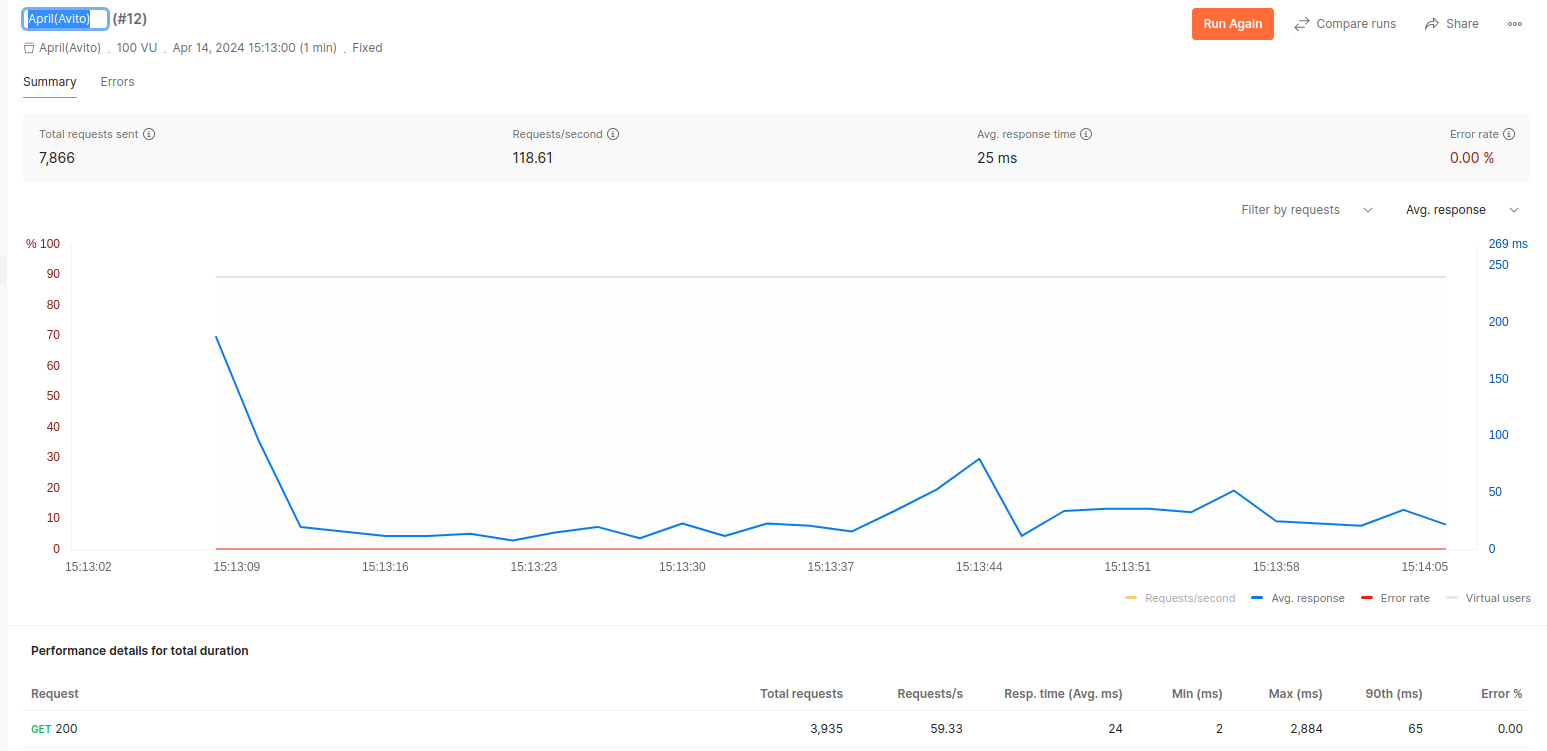 April(Avito) (#12)
Run Again Compare runs Share
April(Avito) . 100 VU . Apr 14, 2024 15:13:00 (1 min) . Fixed
Summary Errors
Total requests sent Requests/second Avg. response time Error rate
7,866 118.61 25 ms 0.00 %
Filter by requests Avg. response
% 100 269 ms
90 250
80 200
70
60 150
50
40 100
30
20 50
10
0 0
15:13:02 15:13:09 15:13:16 15:13:23 15:13:30 15:13:37 15:13:44 15:13:51 15:13:58 15:14:05
Requests/second Avg. response Error rate Virtual users
Performance details for total duration
Request Total requests Requests/s Resp. time (Avg. ms) Min (ms) Max (ms) 90th (ms) Error %
GET 200 3,935 59.33 24 2 2,884 65 0.00